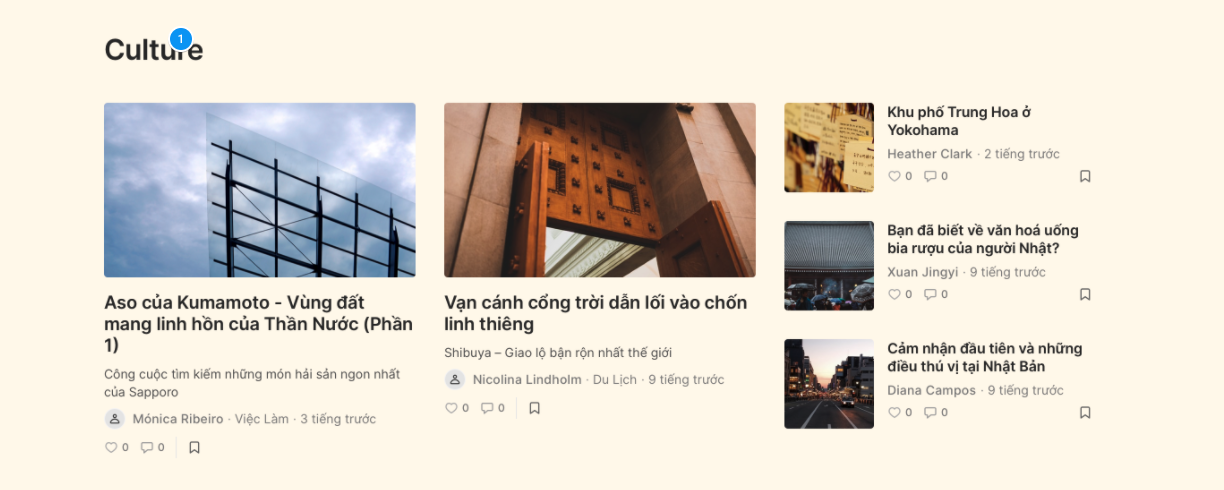 Culture
1
Aso của Kumamoto - Vùng đất
mang linh hồn của Thần Nước (Phần
1)
Công cuộc tìm kiếm những món hải sản ngon nhất
của Sapporo
Mónica Ribeiro · Việc Làm · 3 tiếng trước
0 0
Vạn cánh cổng trời dẫn lối vào chốn
linh thiêng
Shibuya – Giao lộ bận rộn nhất thế giới
Nicolina Lindholm · Du Lịch · 9 tiếng trước
0 0
Khu phố Trung Hoa ở
Yokohama
Heather Clark · 2 tiếng trước
0 0
Bạn đã biết về văn hoá uống
bia rượu của người Nhật?
Xuan Jingyi · 9 tiếng trước
0 0
Cảm nhận đầu tiên và những
điều thú vị tại Nhật Bản
Diana Campos · 9 tiếng trước
0 0